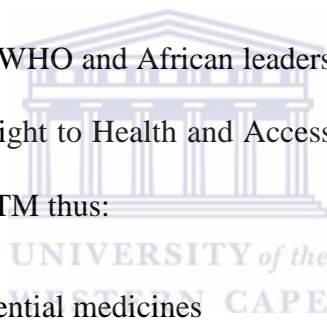 WHO and African leaders
ight to Health and Access
TM thus:
UNIVERSITY of the
ential medicines
WESTERN CAPE